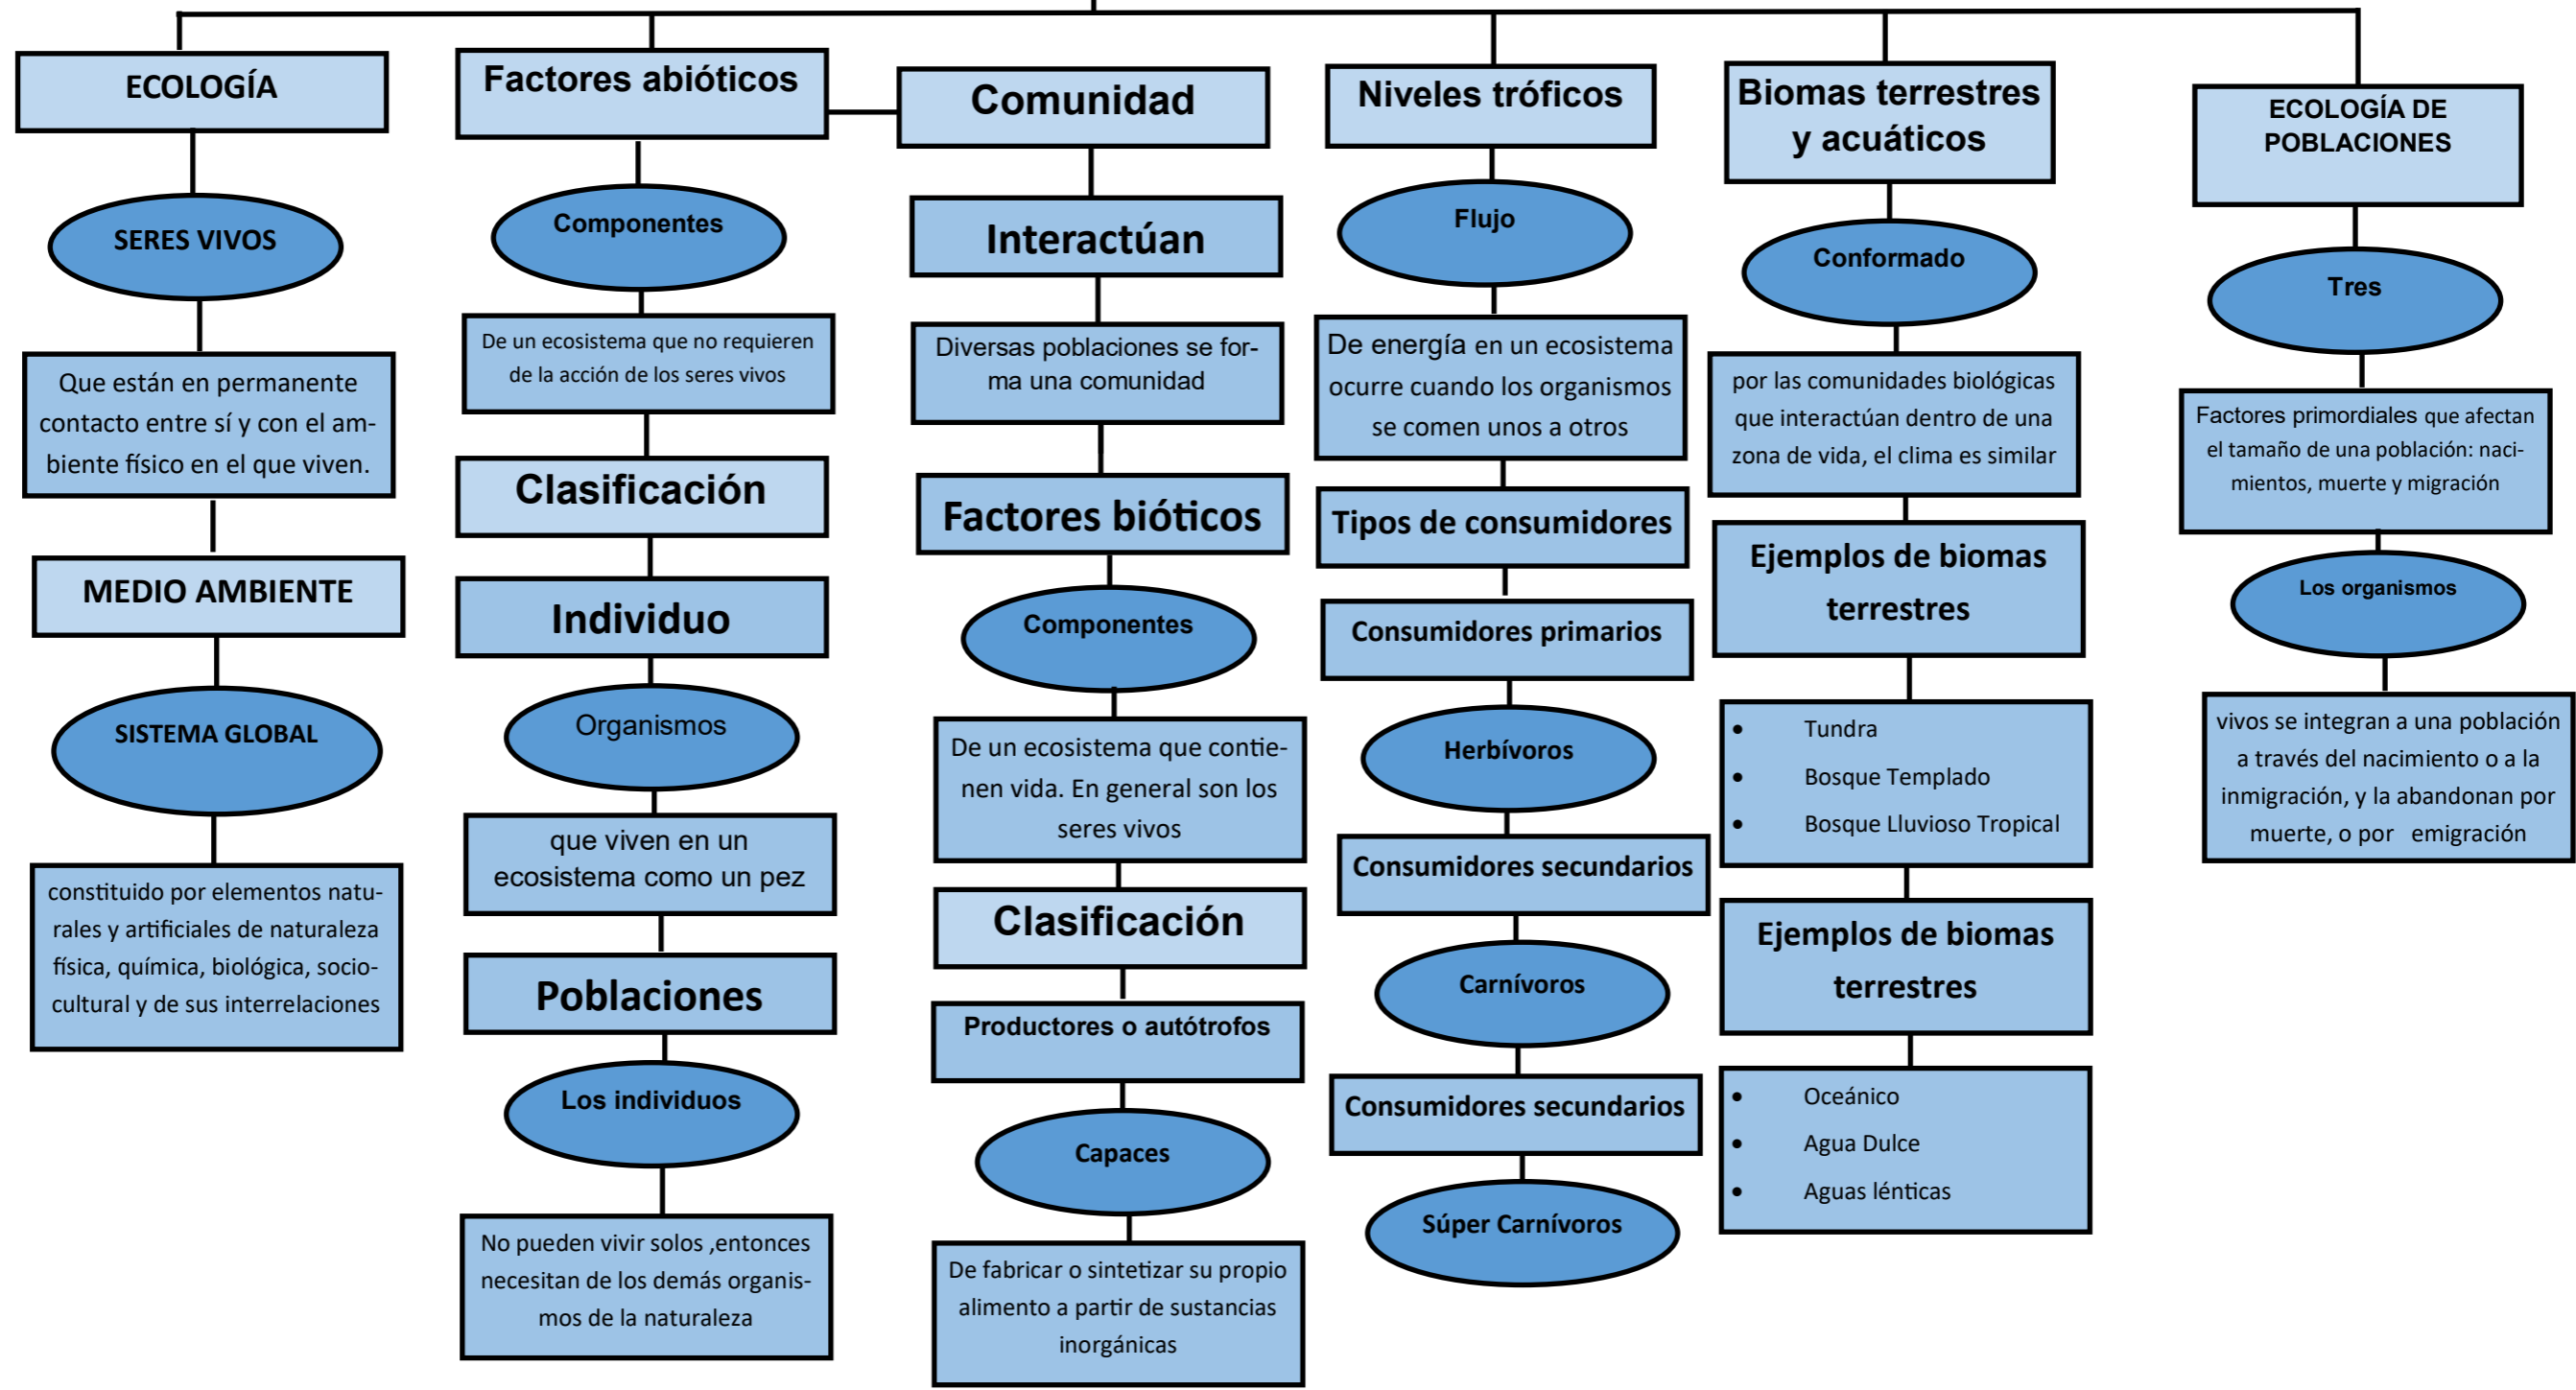 ECOLOGÍA
SERES VIVOS
Que están en permanente
contacto entre sí y con el am-
biente físico en el que viven.
MEDIO AMBIENTE
SISTEMA GLOBAL
constituido por elementos natu-
rales y artificiales de naturaleza
física, química, biológica, socio-
cultural y de sus interrelaciones
Factores abióticos
Componentes
De un ecosistema que no requieren
de la acción de los seres vivos
Clasificación
Individuo
Organismos
que viven en un
ecosistema como un pez
Poblaciones
Los individuos
No pueden vivir solos ,entonces
necesitan de los demás organis-
mos de la naturaleza
Comunidad
Interactúan
Diversas poblaciones se for-
ma una comunidad
Factores bióticos
Componentes
De un ecosistema que contie-
nen vida. En general son los
seres vivos
Clasificación
Productores o autótrofos
Capaces
De fabricar o sintetizar su propio
alimento a partir de sustancias
inorgánicas
Niveles tróficos
Flujo
De energía en un ecosistema
ocurre cuando los organismos
se comen unos a otros
Tipos de consumidores
Consumidores primarios
Herbívoros
Consumidores secundarios
Carnívoros
Consumidores secundarios
Súper Carnívoros
Biomas terrestres
y acuáticos
Conformado
por las comunidades biológicas
que interactúan dentro de una
zona de vida, el clima es similar
Ejemplos de biomas
terrestres
• Tundra
• Bosque Templado
• Bosque Lluvioso Tropical
Ejemplos de biomas
terrestres
• Oceánico
• Agua Dulce
• Aguas lénticas
ECOLOGÍA DE
POBLACIONES
Tres
Factores primordiales que afectan
el tamaño de una población: naci-
mientos, muerte y migración
Los organismos
vivos se integran a una población
a través del nacimiento o a la
inmigración, y la abandonan por
muerte, o por emigración